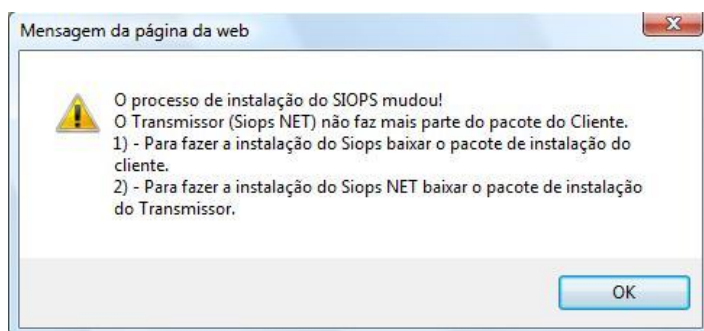 Mensagem da página da web
O processo de instalação do SIOPS mudou!
O Transmissor (Siops NET) não faz mais parte do pacote do Cliente.
1) - Para fazer a instalação do Siops baixar o pacote de instalação do
cliente.
2) - Para fazer a instalação do Siops NET baixar o pacote de instalação
do Transmissor.
OK